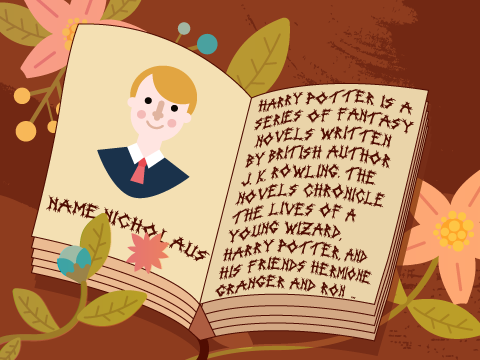 NAME NICHOLAUS
HARRY POTTER IS A
SERIES OF FANTASY
NOVELS WRITTEN
BY BRITISH AUTHOR
J. K. ROWLING. THE
NOVELS CHRONICLE
THE LIVES OF A
YOUNG WIZARD,
HARRY POTTER AND
HIS FRIENDS HERMIONE
GRANGER AND RON ...